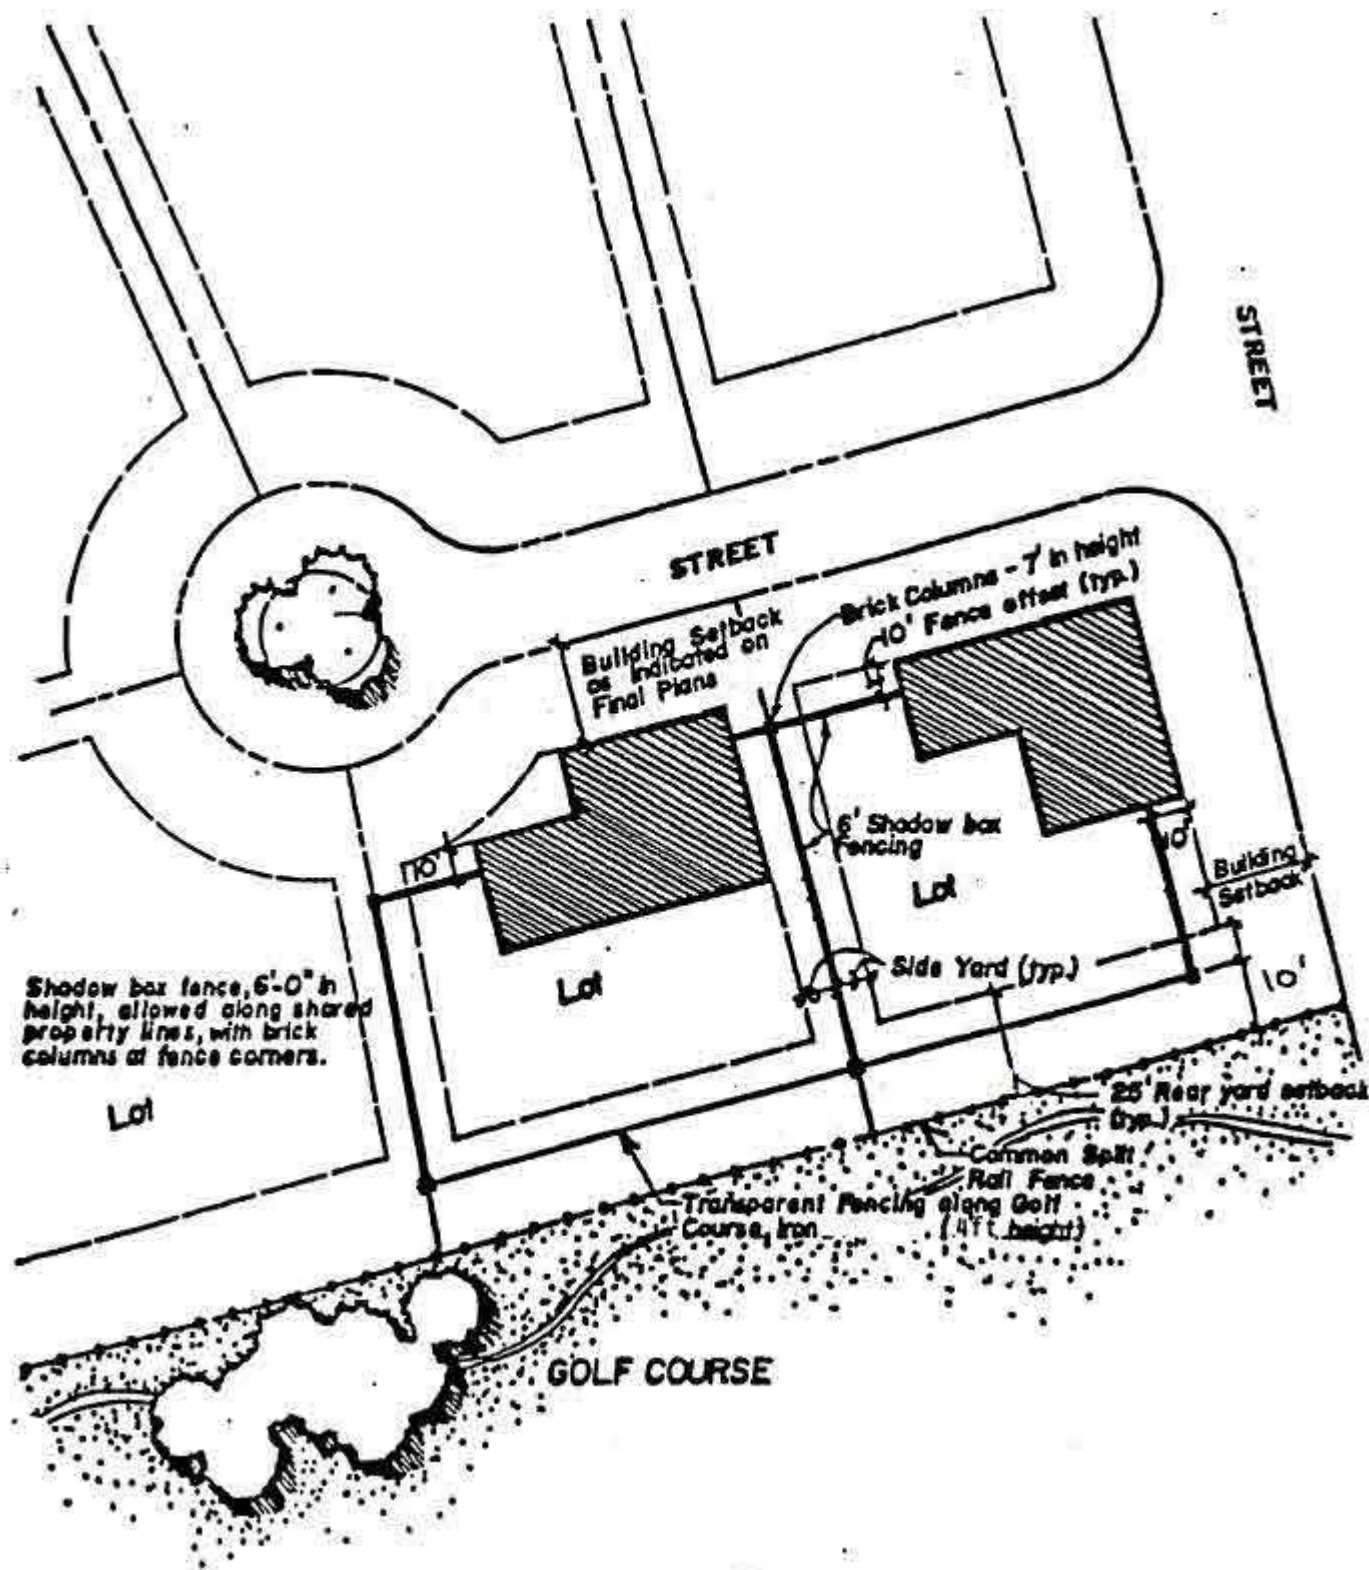 STREET
STREET
Brick Columns - 7' in height
10' Fence offset (typ.)
Building Setback
as Indicated on
Final Plans
6' Shadow box
Fencing
10'
10'
Building
Setback
Lot
Lot
Side Yard (typ.)
10'
Shadow box fence, 6'-0" in
height, allowed along shared
property lines, with brick
columns at fence corners.
Lot
25' Rear yard setback
(typ.)
Common Split
Rail Fence
Transparent Fencing along Golf
Course, Iron (4ft. height)
GOLF COURSE